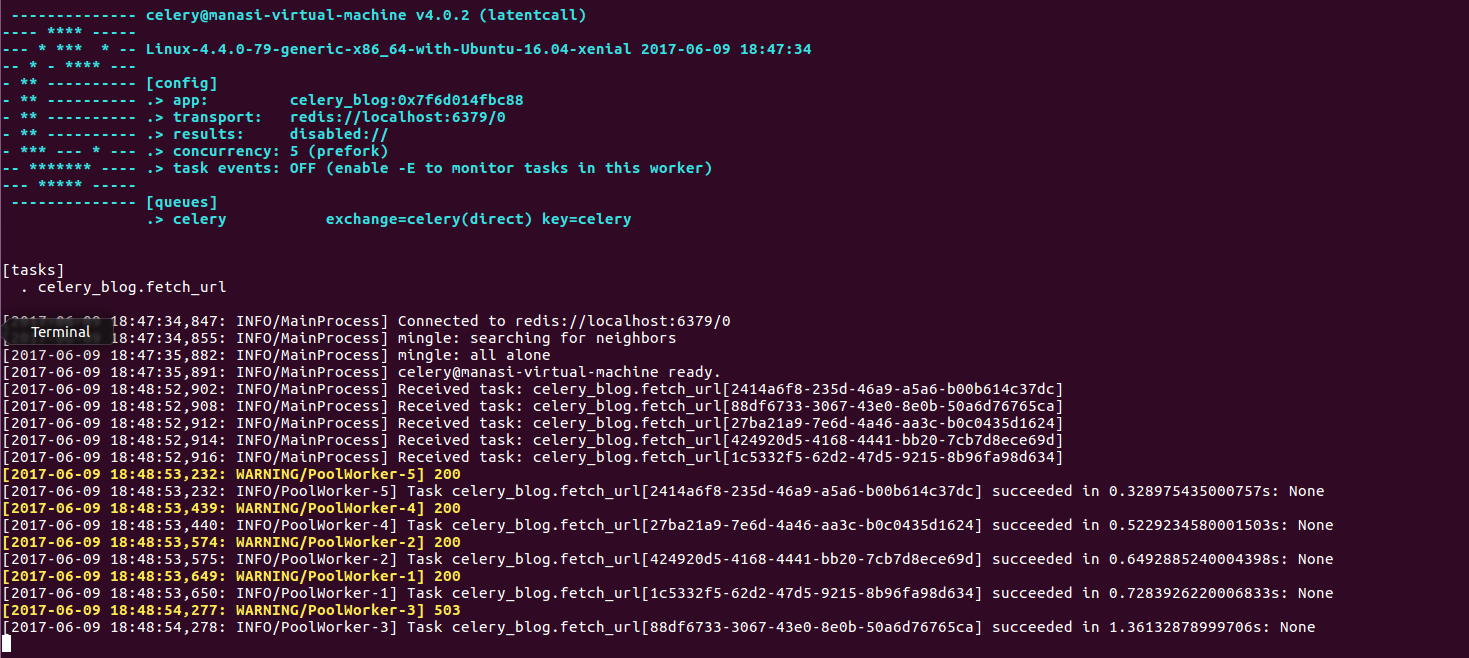 -------------- celery@manasi-virtual-machine v4.0.2 (latentcall)
---- **** -----
--- * ***  * -- Linux-4.4.0-79-generic-x86_64-with-Ubuntu-16.04-xenial 2017-06-09 18:47:34
-- * - **** ---
- ** ---------- [config]
- ** ---------- .> app:         celery_blog:0x7f6d014fbc88
- ** ---------- .> transport:   redis://localhost:6379/0
- ** ---------- .> results:     disabled://
- *** --- * --- .> concurrency: 5 (prefork)
-- ******* ---- .> task events: OFF (enable -E to monitor tasks in this worker)
--- ***** -----
 -------------- [queues]
                .> celery           exchange=celery(direct) key=celery
[tasks]
  . celery_blog.fetch_url
[2017-06-09 18:47:34,847: INFO/MainProcess] Connected to redis://localhost:6379/0
Terminal
18:47:34,855: INFO/MainProcess] mingle: searching for neighbors
[2017-06-09 18:47:35,882: INFO/MainProcess] mingle: all alone
[2017-06-09 18:47:35,891: INFO/MainProcess] celery@manasi-virtual-machine ready.
[2017-06-09 18:48:52,902: INFO/MainProcess] Received task: celery_blog.fetch_url[2414a6f8-235d-46a9-a5a6-b00b614c37dc]
[2017-06-09 18:48:52,908: INFO/MainProcess] Received task: celery_blog.fetch_url[88df6733-3067-43e0-8e0b-50a6d76765ca]
[2017-06-09 18:48:52,912: INFO/MainProcess] Received task: celery_blog.fetch_url[27ba21a9-7e6d-4a46-aa3c-b0c0435d1624]
[2017-06-09 18:48:52,914: INFO/MainProcess] Received task: celery_blog.fetch_url[424920d5-4168-4441-bb20-7cb7d8ece69d]
[2017-06-09 18:48:52,916: INFO/MainProcess] Received task: celery_blog.fetch_url[1c5332f5-62d2-47d5-9215-8b96fa98d634]
[2017-06-09 18:48:53,232: WARNING/PoolWorker-5] 200
[2017-06-09 18:48:53,232: INFO/PoolWorker-5] Task celery_blog.fetch_url[2414a6f8-235d-46a9-a5a6-b00b614c37dc] succeeded in 0.328975435000757s: None
[2017-06-09 18:48:53,439: WARNING/PoolWorker-4] 200
[2017-06-09 18:48:53,440: INFO/PoolWorker-4] Task celery_blog.fetch_url[27ba21a9-7e6d-4a46-aa3c-b0c0435d1624] succeeded in 0.5229234580001503s: None
[2017-06-09 18:48:53,574: WARNING/PoolWorker-2] 200
[2017-06-09 18:48:53,575: INFO/PoolWorker-2] Task celery_blog.fetch_url[424920d5-4168-4441-bb20-7cb7d8ece69d] succeeded in 0.6492885240004398s: None
[2017-06-09 18:48:53,649: WARNING/PoolWorker-1] 200
[2017-06-09 18:48:53,650: INFO/PoolWorker-1] Task celery_blog.fetch_url[1c5332f5-62d2-47d5-9215-8b96fa98d634] succeeded in 0.7283926220006833s: None
[2017-06-09 18:48:54,277: WARNING/PoolWorker-3] 503
[2017-06-09 18:48:54,278: INFO/PoolWorker-3] Task celery_blog.fetch_url[88df6733-3067-43e0-8e0b-50a6d76765ca] succeeded in 1.36132878999706s: None